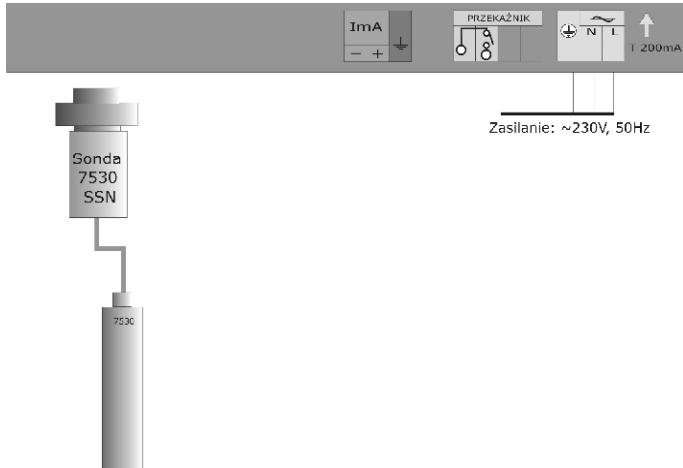 ImA
− +
PRZEKAŹNIK
N L
T 200mA
Zasilanie: ~230V, 50Hz
Sonda
7530
SSN
7530